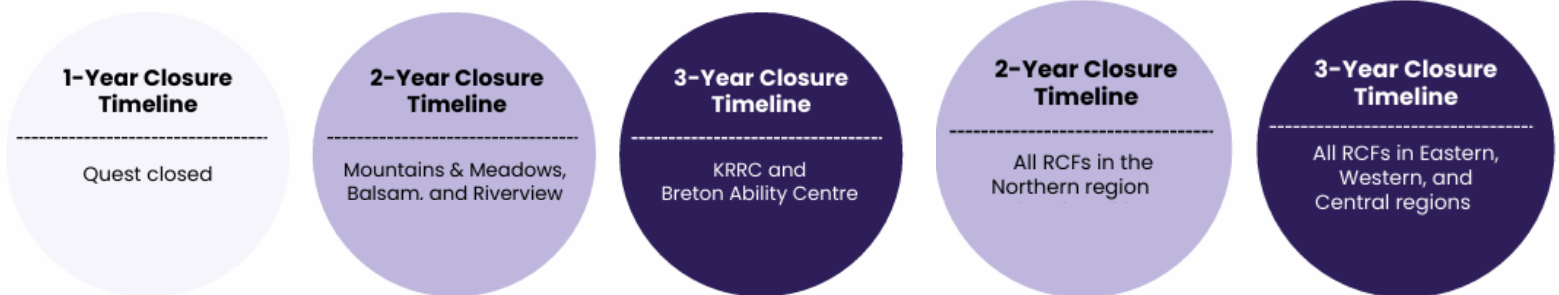 1-Year Closure
Timeline
Quest closed
2-Year Closure
Timeline
Mountains & Meadows,
Balsam. and Riverview
3-Year Closure
Timeline
KRRC and
Breton Ability Centre
2-Year Closure
Timeline
All RCFs in the
Northern region
3-Year Closure
Timeline
All RCFs in Eastern,
Western, and
Central regions